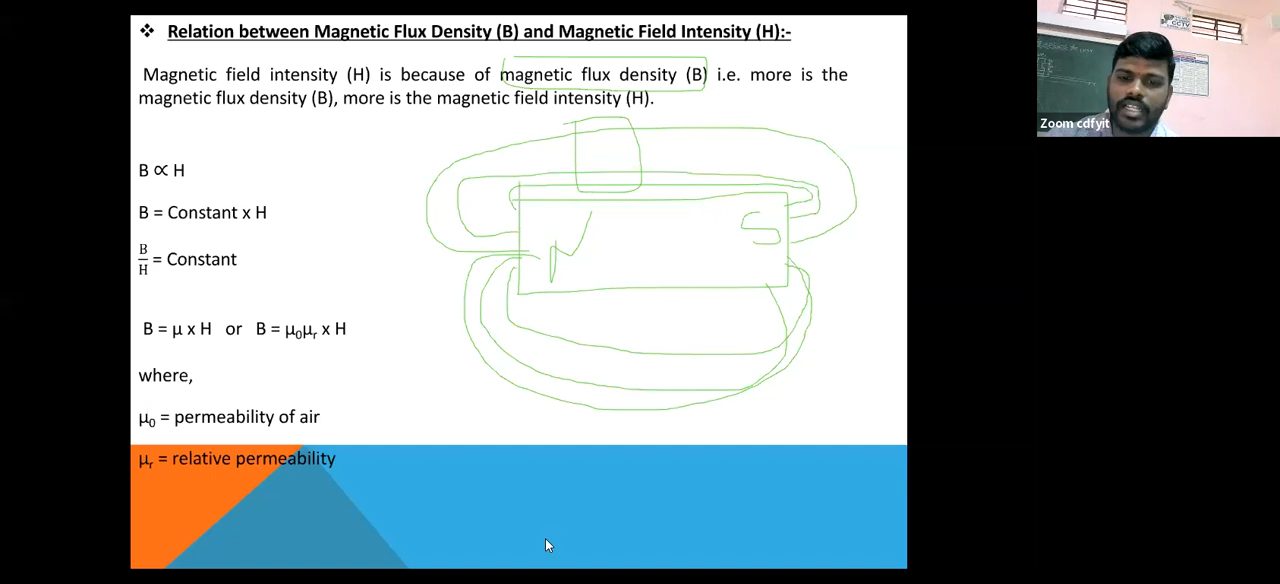 ❖ Relation between Magnetic Flux Density (B) and Magnetic Field Intensity (H):-
Magnetic field intensity (H) is because of magnetic flux density (B) i.e. more is the
magnetic flux density (B), more is the magnetic field intensity (H).
B ∝ H
B = Constant x H
B/H = Constant
B = μ x H or B = μ₀μᵣ x H
where,
μ₀ = permeability of air
μᵣ = relative permeability
N
S
Zoom cdfyit
CCTV